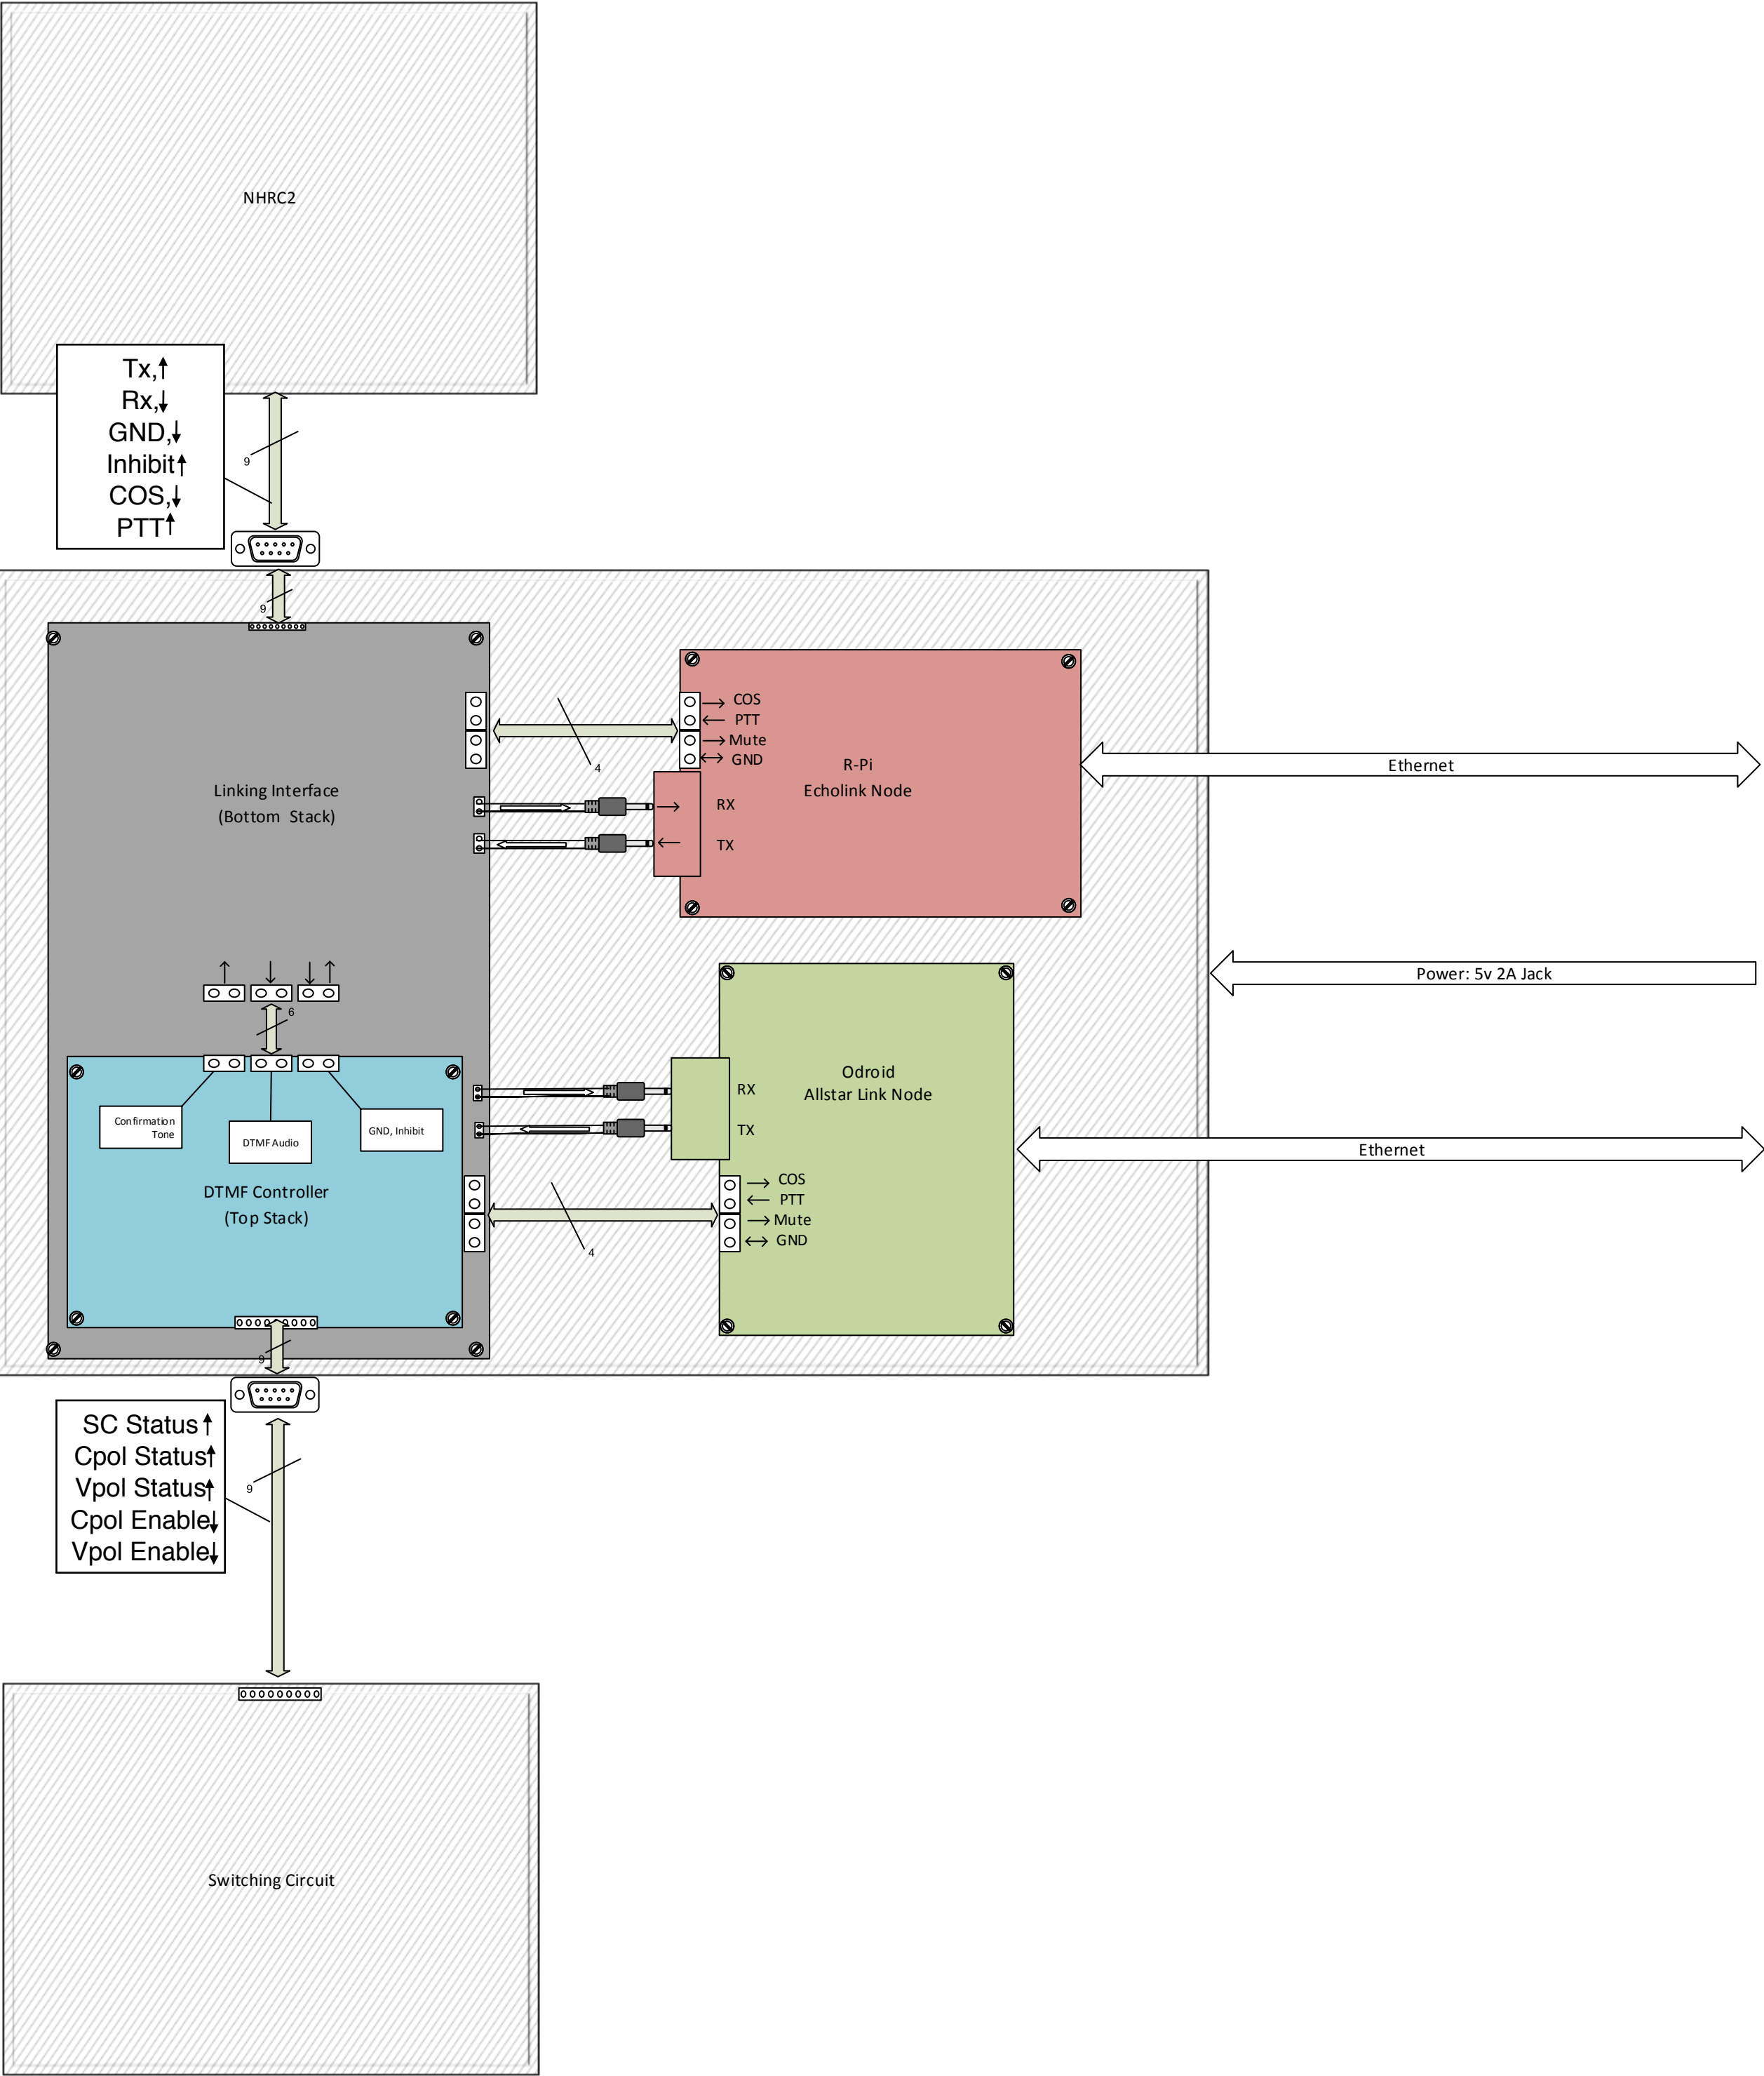 NHRC2
Tx,
Rx,
GND,
Inhibit
COS,
PTT
9
9
Linking Interface
(Bottom Stack)
4
COS
PTT
Mute
GND
R-Pi
Echolink Node
RX
TX
Ethernet
Power: 5v 2A Jack
6
Confirmation
Tone
DTMF Audio
GND, Inhibit
DTMF Controller
(Top Stack)
Odroid
Allstar Link Node
RX
TX
COS
PTT
Mute
GND
4
Ethernet
9
SC Status
Cpol Status
Vpol Status
Cpol Enable
Vpol Enable
9
Switching Circuit